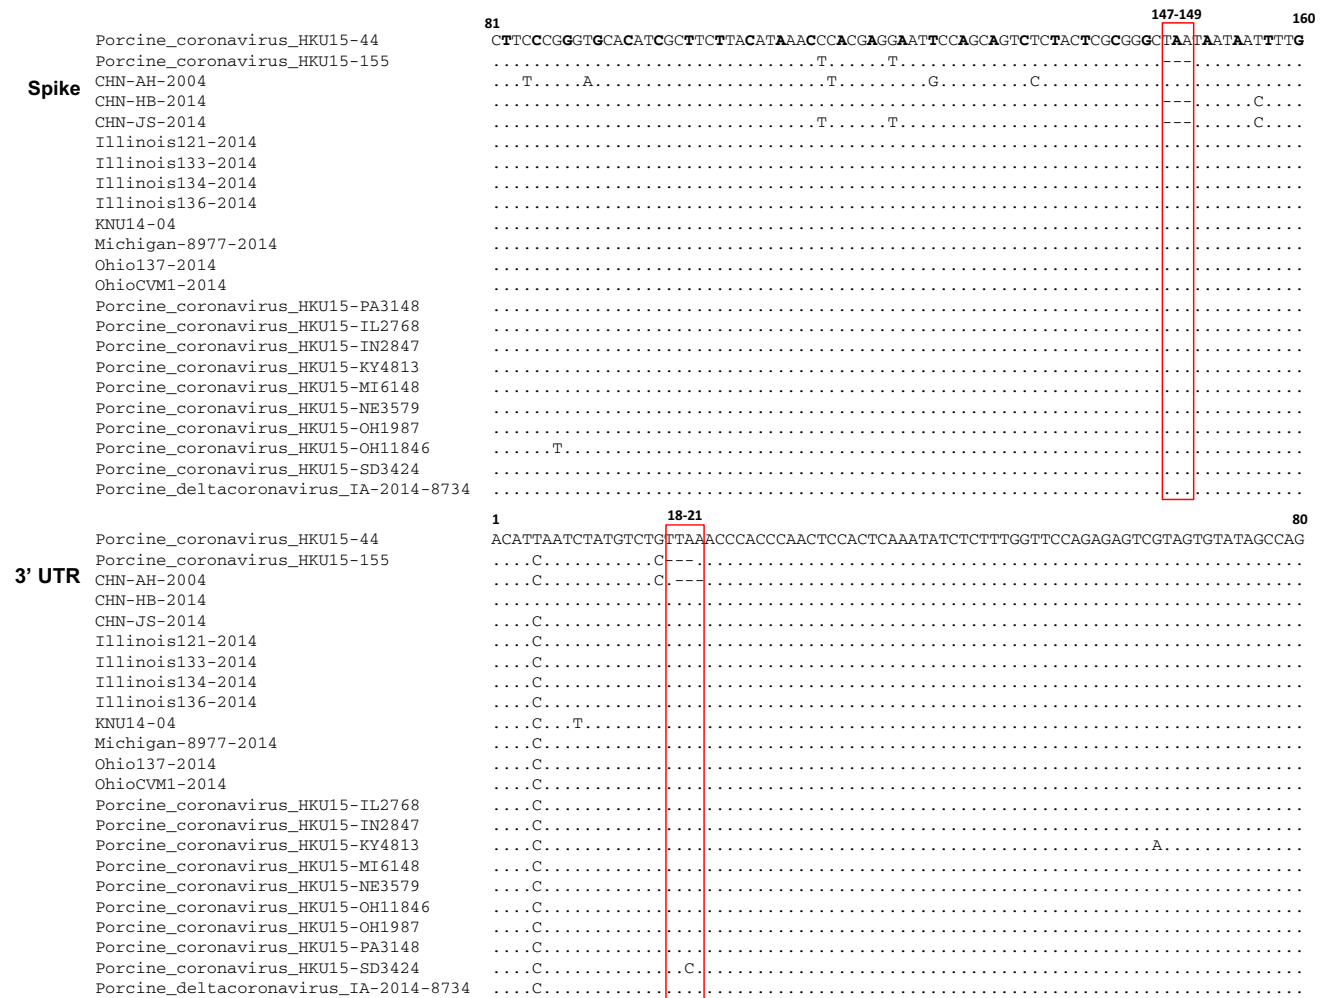 81 147-149 160
Porcine_coronavirus_HKU15-44 CTTCCCGGGTGCACATCGCTTCTTACATAAACCCACGAGGAATTCCAGCAGTCTCTACTCGCGGGCTAATAATAATTTTG
Porcine_coronavirus_HKU15-155 ................................T......T..........................---...........
Spike CHN-AH-2004 ...T.....A.......................T.........G.........C..........................
CHN-HB-2014 ..................................................................---......C....
CHN-JS-2014 ................................T......T..........................---......C....
Illinois121-2014 ................................................................................
Illinois133-2014 ................................................................................
Illinois134-2014 ................................................................................
Illinois136-2014 ................................................................................
KNU14-04 ................................................................................
Michigan-8977-2014 ................................................................................
Ohio137-2014 ................................................................................
OhioCVM1-2014 ................................................................................
Porcine_coronavirus_HKU15-PA3148 ................................................................................
Porcine_coronavirus_HKU15-IL2768 ................................................................................
Porcine_coronavirus_HKU15-IN2847 ................................................................................
Porcine_coronavirus_HKU15-KY4813 ................................................................................
Porcine_coronavirus_HKU15-MI6148 ................................................................................
Porcine_coronavirus_HKU15-NE3579 ................................................................................
Porcine_coronavirus_HKU15-OH1987 ................................................................................
Porcine_coronavirus_HKU15-OH11846 ......T.........................................................................
Porcine_coronavirus_HKU15-SD3424 ................................................................................
Porcine_deltacoronavirus_IA-2014-8734 ................................................................................
1 18-21 80
Porcine_coronavirus_HKU15-44 ACATTAATCTATGTCTGTTAAACCCACCCAACTCCACTCAAATATCTCTTTGGTTCCAGAGAGTCGTAGTGTATAGCCAG
Porcine_coronavirus_HKU15-155 ....C...........C---............................................................
3' UTR CHN-AH-2004 ....C...........C.---...........................................................
CHN-HB-2014 ................................................................................
CHN-JS-2014 ....C...........................................................................
Illinois121-2014 ....C...........................................................................
Illinois133-2014 ....C...........................................................................
Illinois134-2014 ....C...........................................................................
Illinois136-2014 ....C...........................................................................
KNU14-04 ....C...T.......................................................................
Michigan-8977-2014 ....C...........................................................................
Ohio137-2014 ....C...........................................................................
OhioCVM1-2014 ....C...........................................................................
Porcine_coronavirus_HKU15-IL2768 ....C...........................................................................
Porcine_coronavirus_HKU15-IN2847 ....C...........................................................................
Porcine_coronavirus_HKU15-KY4813 ....C............................................................A..............
Porcine_coronavirus_HKU15-MI6148 ....C...........................................................................
Porcine_coronavirus_HKU15-NE3579 ....C...........................................................................
Porcine_coronavirus_HKU15-OH11846 ....C...........................................................................
Porcine_coronavirus_HKU15-OH1987 ....C...........................................................................
Porcine_coronavirus_HKU15-PA3148 ....C...........................................................................
Porcine_coronavirus_HKU15-SD3424 ....C..............C............................................................
Porcine_deltacoronavirus_IA-2014-8734 ....C...........................................................................